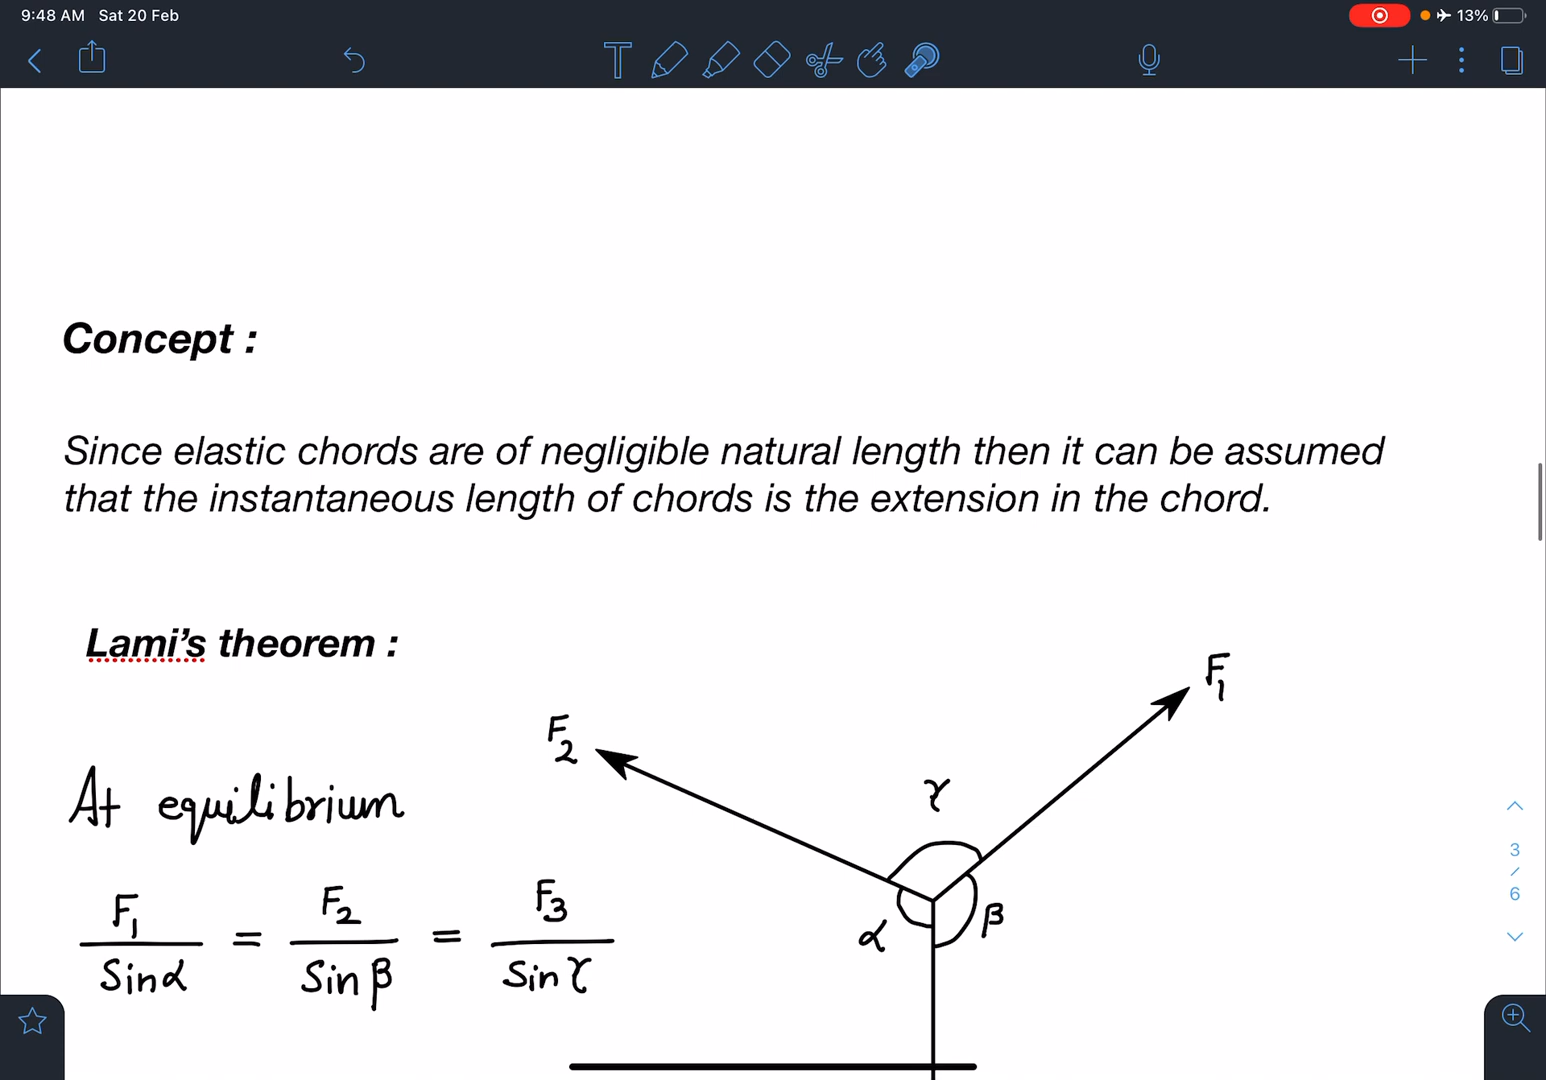 9:48 AM Sat 20 Feb
13%
T
Concept :
Since elastic chords are of negligible natural length then it can be assumed
that the instantaneous length of chords is the extension in the chord.
Lami's theorem :
F1
F2
γ
At equilibrium
α
β
F1/Sinα = F2/Sin β = F3/Sin γ
3
/
6